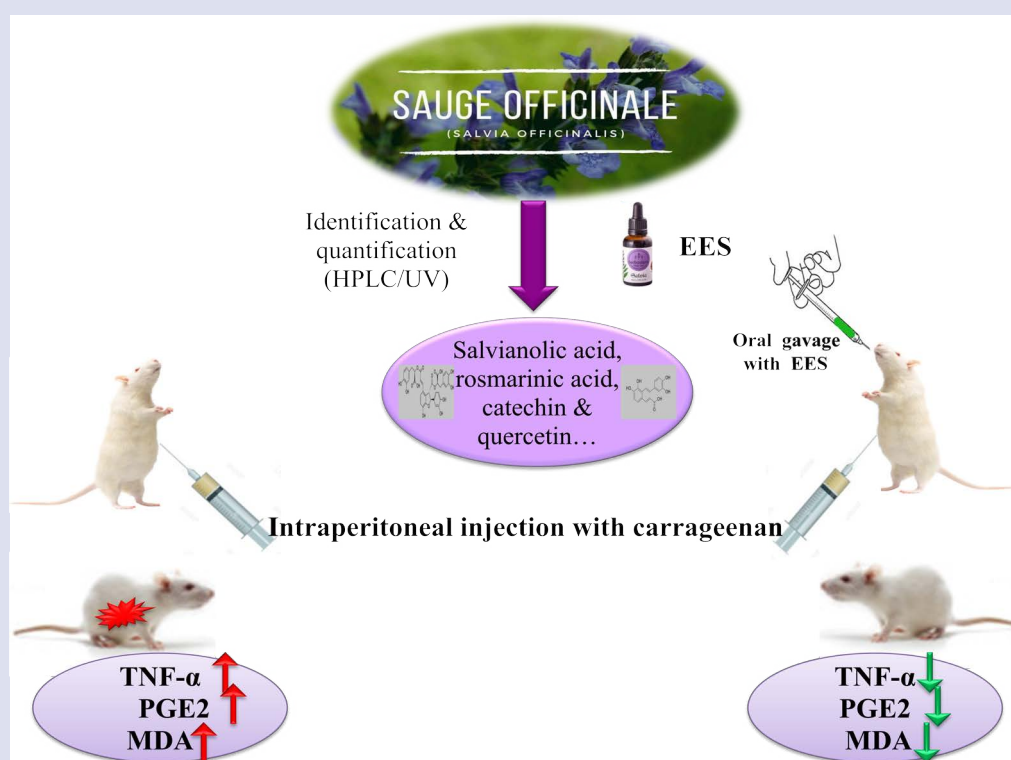 SAUGE OFFICINALE
(SALVIA OFFICINALIS)
Identification &
quantification
(HPLC/UV)
EES
Oral gavage
with EES
Salvianolic acid,
rosmarinic acid,
catechin &
quercetin…
Intraperitoneal injection with carrageenan
TNF-α
PGE2
MDA
TNF-α
PGE2
MDA